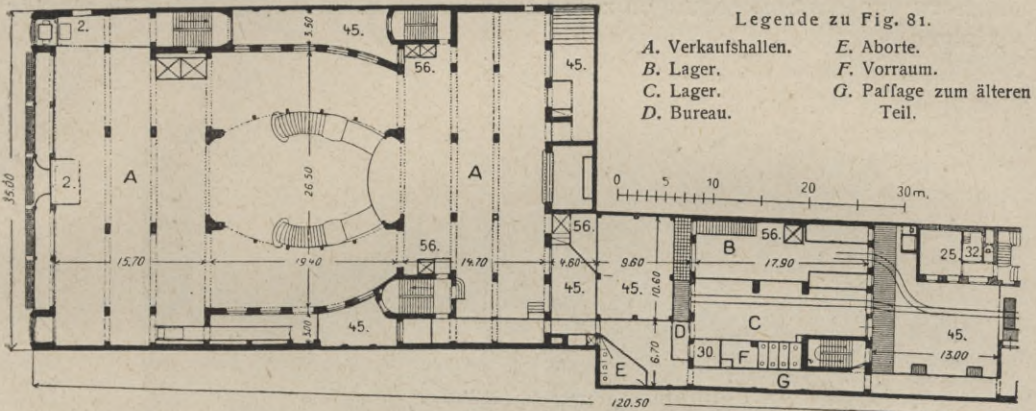 Legende zu Fig. 81.
A. Verkaufshallen.
B. Lager.
C. Lager.
D. Bureau.
E. Aborte.
F. Vorraum.
G. Paſſage zum älteren
Teil.
0 5 10 20 30 m.
2.
45.
56.
45.
3.50
A
2.
26.50
A
35.00
15.70
19.40
14.70
4.60
9.60
17.90
56.
56.
B
56.
25.
32.
45.
45.
10.60
45.
3.00
45.
C
13.00
D
30
F
6.70
E
G
120.50